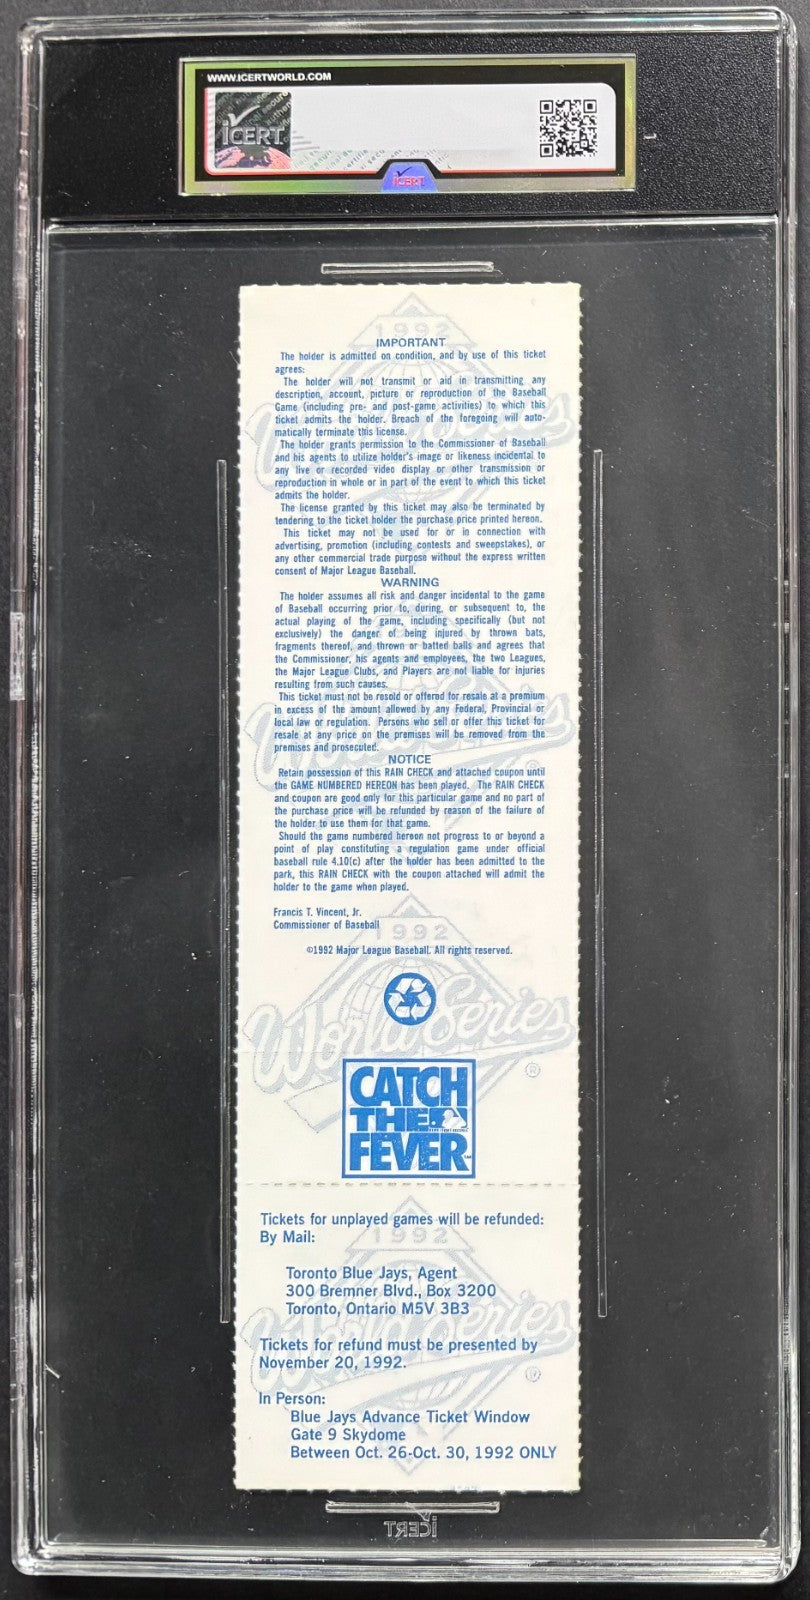 WWW.ICERTWORLD.COM
iCERT
iCERT
1992
IMPORTANT
The holder is admitted on condition, and by use of this ticket
agrees:
The holder will not transmit or aid in transmitting any
description, account, picture or reproduction of the Baseball
Game (including pre- and post-game activities) to which this
ticket admits the holder. Breach of the foregoing will auto-
matically terminate this license.
The holder grants permission to the Commissioner of Baseball
and his agents to utilize holder's image or likeness incidental to
any live or recorded video display or other transmission or
reproduction in whole or in part of the event to which this ticket
admits the holder.
The license granted by this ticket may also be terminated by
tendering to the ticket holder the purchase price printed hereon.
This ticket may not be used for or in connection with
advertising, promotion (including contests and sweepstakes), or
any other commercial trade purpose without the express written
consent of Major League Baseball.
WARNING
The holder assumes all risk and danger incidental to the game
of Baseball occurring prior to, during, or subsequent to, the
actual playing of the game, including specifically (but not
exclusively) the danger of being injured by thrown bats,
fragments thereof, and thrown or batted balls and agrees that
the Commissioner, his agents and employees, the two Leagues,
the Major League Clubs, and Players are not liable for injuries
resulting from such causes.
This ticket must not be resold or offered for resale at a premium
in excess of the amount allowed by any Federal, Provincial or
local law or regulation. Persons who sell or offer this ticket for
resale at any price on the premises will be removed from the
premises and prosecuted.
NOTICE
Retain possession of this RAIN CHECK and attached coupon until
the GAME NUMBERED HEREON has been played. The RAIN CHECK
and coupon are good only for this particular game and no part of
the purchase price will be refunded by reason of the failure of
the holder to use them for that game.
Should the game numbered hereon not progress to or beyond a
point of play constituting a regulation game under official
baseball rule 4.10(c) after the holder has been admitted to the
park, this RAIN CHECK with the coupon attached will admit the
holder to the game when played.
Francis T. Vincent, Jr.
Commissioner of Baseball
1992
©1992 Major League Baseball. All rights reserved.
World Series
®
CATCH
THE
FEVER™
Tickets for unplayed games will be refunded:
By Mail:
1992
Toronto Blue Jays, Agent
300 Bremner Blvd., Box 3200
Toronto, Ontario M5V 3B3
World Series
Tickets for refund must be presented by
November 20, 1992.
®
In Person:
Blue Jays Advance Ticket Window
Gate 9 Skydome
Between Oct. 26-Oct. 30, 1992 ONLY
iCERT